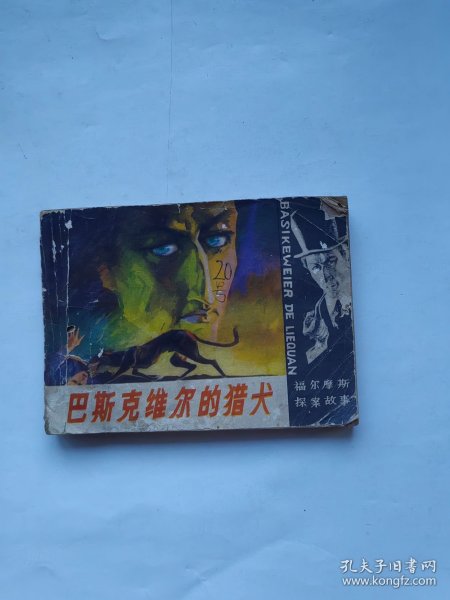 BASIKEWEIER DE LIEQUAN
20
巴斯克维尔的猎犬
福尔摩斯
探案故事
孔夫子旧书网
www.kongfz.com